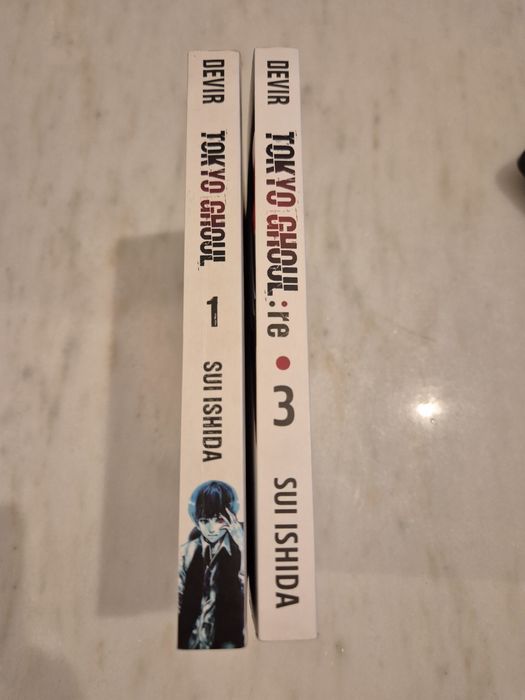 DEVIR
TOKYO GHOUL
1
SUI ISHIDA
DEVIR
TOKYO GHOUL:re
3
SUI ISHIDA